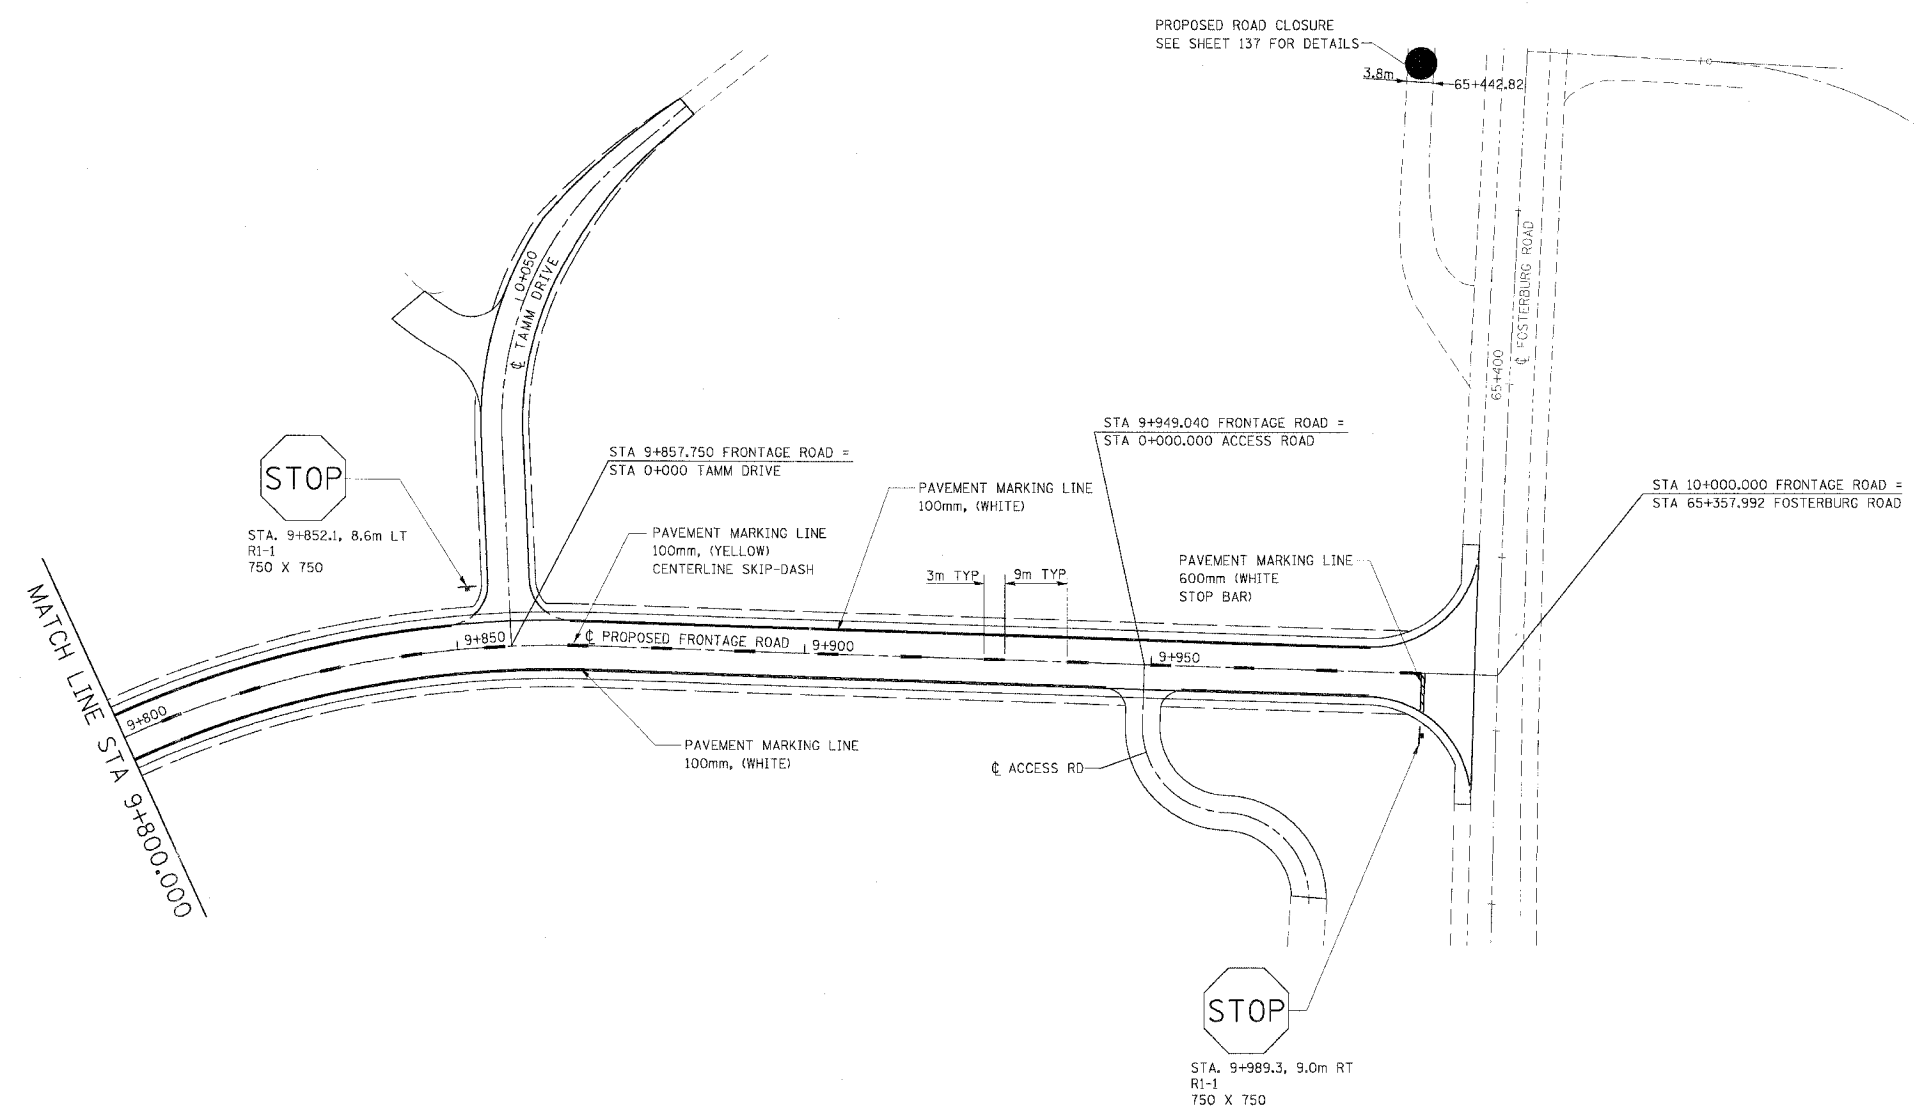 PROPOSED ROAD CLOSURE
SEE SHEET 137 FOR DETAILS
3.8m
65+442.82
0+050
℄ TAMM DRIVE
℄ FOSTERBURG ROAD
65+400
STOP
STA. 9+852.1, 8.6m LT
R1-1
750 X 750
STA 9+857.750 FRONTAGE ROAD =
STA 0+000 TAMM DRIVE
PAVEMENT MARKING LINE
100mm, (YELLOW)
CENTERLINE SKIP-DASH
PAVEMENT MARKING LINE
100mm, (WHITE)
STA 9+949.040 FRONTAGE ROAD =
STA 0+000.000 ACCESS ROAD
STA 10+000.000 FRONTAGE ROAD =
STA 65+357.992 FOSTERBURG ROAD
PAVEMENT MARKING LINE
600mm (WHITE
STOP BAR)
3m TYP
9m TYP
9+850
℄ PROPOSED FRONTAGE ROAD
9+900
9+950
9+800
MATCH LINE STA 9+800.000
PAVEMENT MARKING LINE
100mm, (WHITE)
℄ ACCESS RD
STOP
STA. 9+989.3, 9.0m RT
R1-1
750 X 750